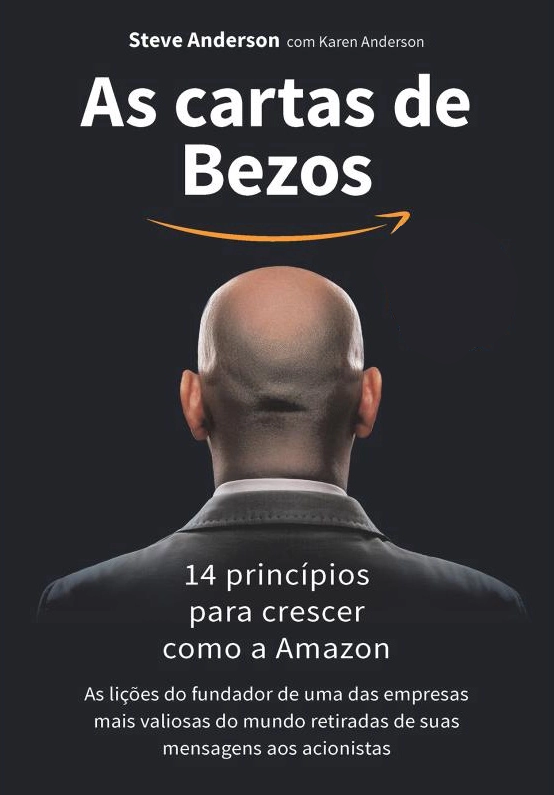 Steve Anderson com Karen Anderson
As cartas de
Bezos
14 princípios
para crescer
como a Amazon
As lições do fundador de uma das empresas
mais valiosas do mundo retiradas de suas
mensagens aos acionistas